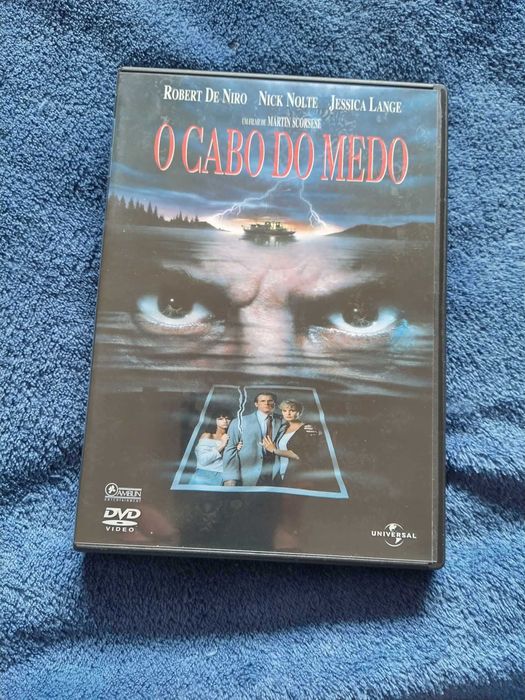 ROBERT DE NIRO NICK NOLTE JESSICA LANGE
UM FILME DE MARTIN SCORSESE
O CABO DO MEDO
AMBLIN
ENTERTAINMENT
DVD
VIDEO
UNIVERSAL